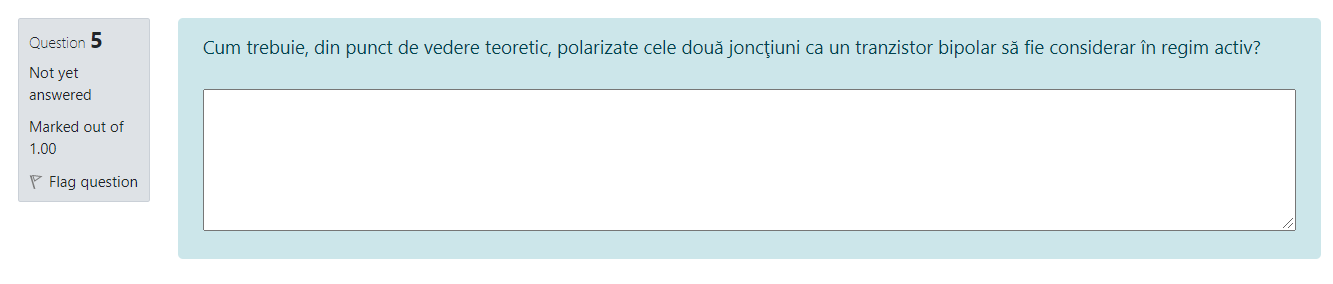 Question 5
Not yet
answered
Marked out of
1.00
Flag question
Cum trebuie, din punct de vedere teoretic, polarizate cele două joncţiuni ca un tranzistor bipolar să fie considerar în regim activ?